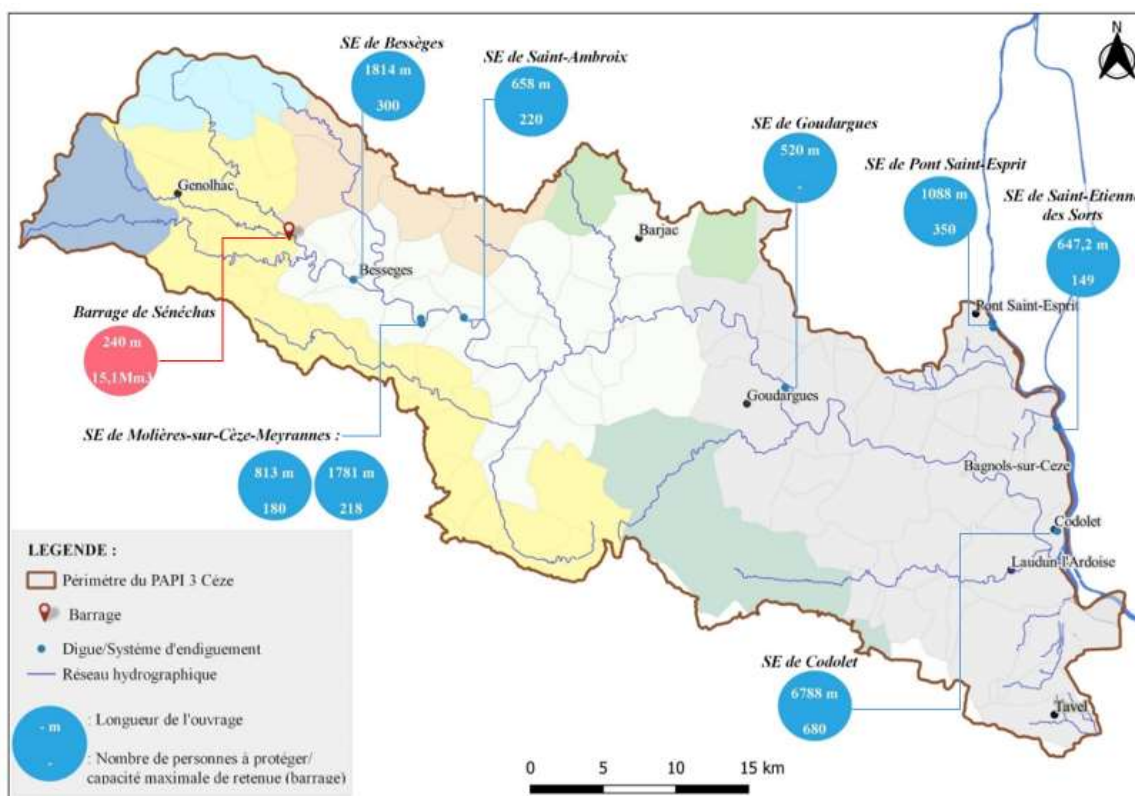 SE de Bessèges
1814 m
300
SE de Saint-Ambroix
658 m
220
SE de Goudargues
520 m
-
SE de Pont Saint-Esprit
1088 m
350
SE de Saint-Etienne
des Sorts
647,2 m
149
N
Genolhac
Barjac
Besseges
Pont Saint-Esprit
Barrage de Sénéchas
240 m
15,1Mm3
Goudargues
SE de Molières-sur-Cèze-Meyrannes :
813 m
180
1781 m
218
Bagnols-sur-Ceze
Codolet
Laudun-l'Ardoise
SE de Codolet
6788 m
680
Tavel
LEGENDE :
Périmètre du PAPI 3 Cèze
Barrage
Digue/Système d'endiguement
Réseau hydrographique
- m
-
: Longueur de l'ouvrage
: Nombre de personnes à protéger/
capacité maximale de retenue (barrage)
0 5 10 15 km